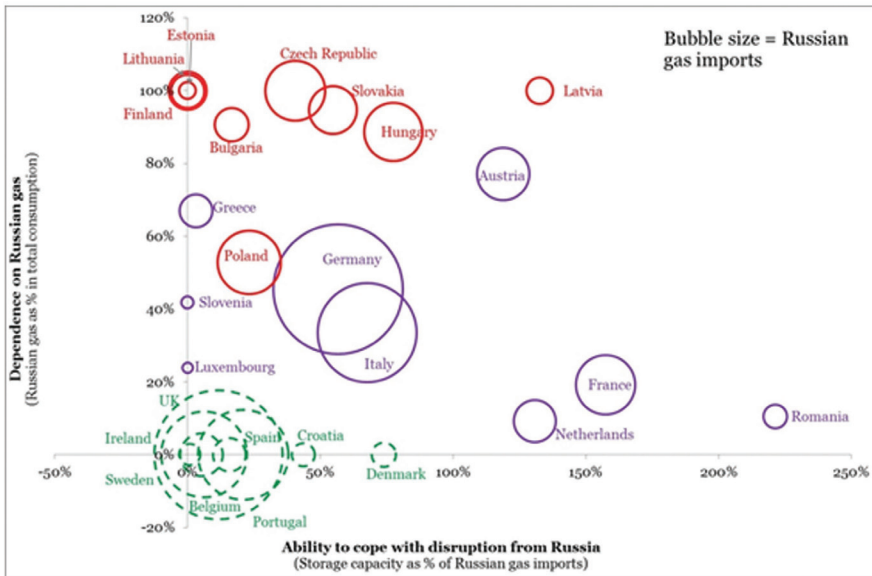 120%
Bubble size = Russian
gas imports
Estonia
Lithuania
Czech Republic
100%
Slovakia
Latvia
Finland
Hungary
Bulgaria
80%
Austria
Greece
60%
Poland
Germany
40%
Slovenia
Luxembourg
Italy
20%
France
UK
Romania
Netherlands
Ireland
Spain
Croatia
0%
-50%
0%
50%
100%
150%
200%
250%
Sweden
Denmark
Belgium
Portugal
-20%
Dependence on Russian gas
(Russian gas as % in total consumption)
Ability to cope with disruption from Russia
(Storage capacity as % of Russian gas imports)